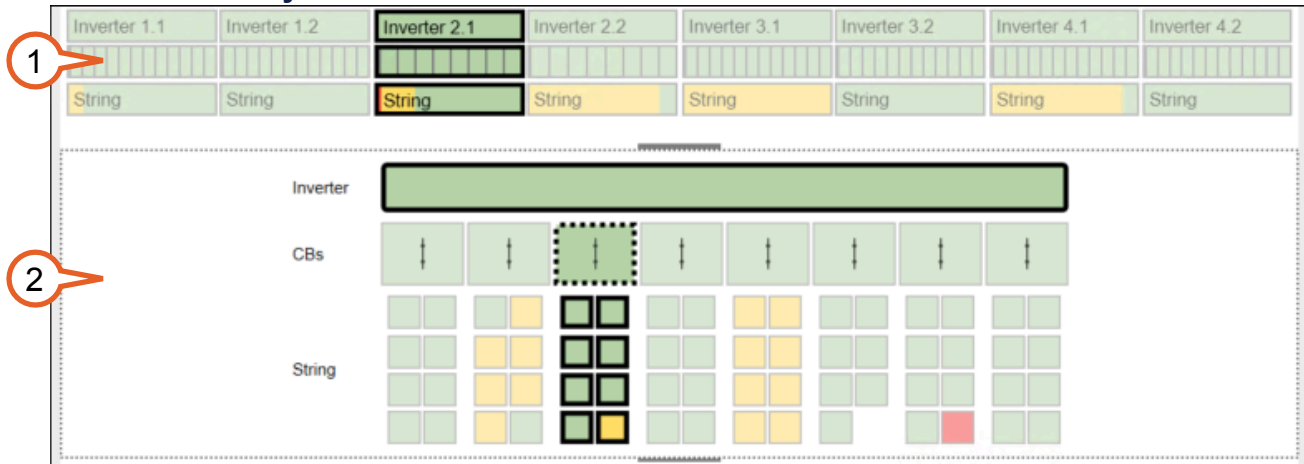 Inverter 1.1 Inverter 1.2 Inverter 2.1 Inverter 2.2 Inverter 3.1 Inverter 3.2 Inverter 4.1 Inverter 4.2
1
String String String String String String String String
Inverter
CBs
2
String